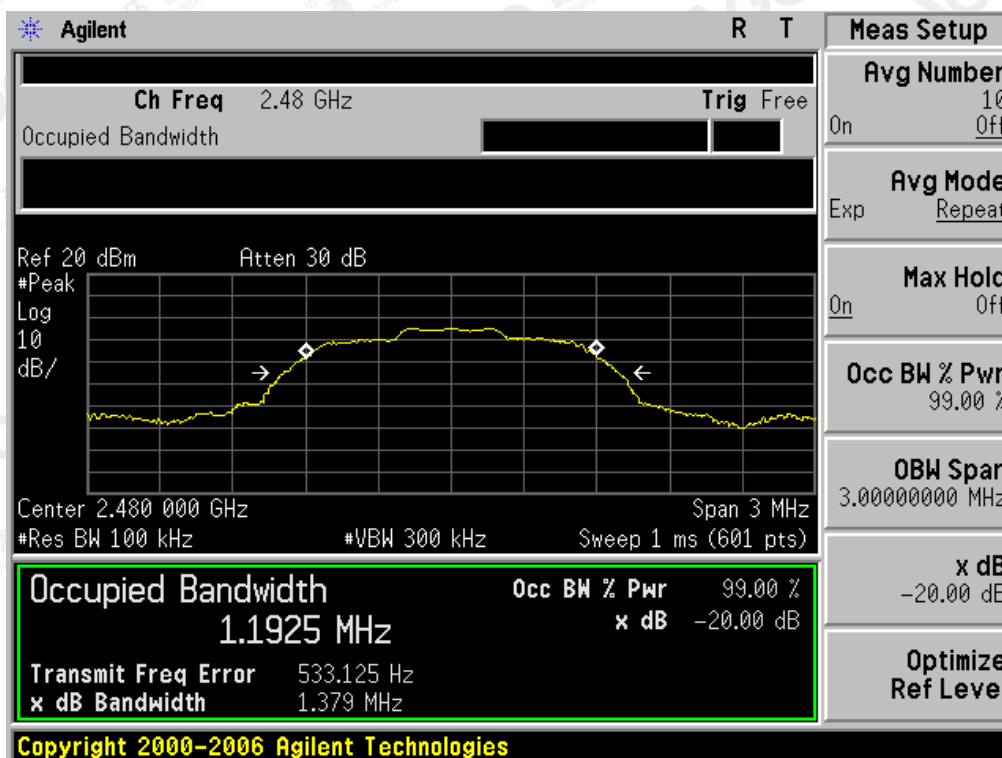 Agilent R T
Ch Freq 2.48 GHz Trig Free
Occupied Bandwidth
Ref 20 dBm Atten 30 dB
#Peak
Log
10
dB/
Center 2.480 000 GHz Span 3 MHz
#Res BW 100 kHz #VBW 300 kHz Sweep 1 ms (601 pts)
Occupied Bandwidth Occ BW % Pwr 99.00 %
1.1925 MHz x dB -20.00 dB
Transmit Freq Error 533.125 Hz
x dB Bandwidth 1.379 MHz
Copyright 2000-2006 Agilent Technologies
Meas Setup
Avg Number
10
On Off
Avg Mode
Exp Repeat
Max Hold
On Off
Occ BW % Pwr
99.00 %
OBW Span
3.00000000 MHz
x dB
-20.00 dB
Optimize
Ref Level